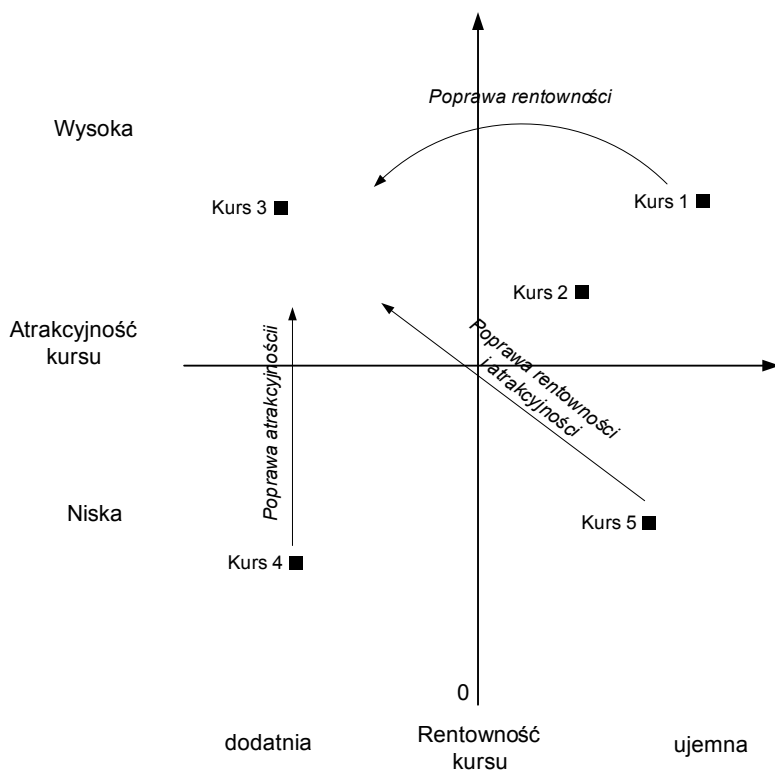 Poprawa rentowności
Wysoka
Kurs 3
Kurs 1
Kurs 2
Atrakcyjność
kursu
Poprawa atrakcyjnościi
Poprawa rentowności
i atrakcyjności
Niska
Kurs 5
Kurs 4
0
dodatnia
Rentowność
kursu
ujemna